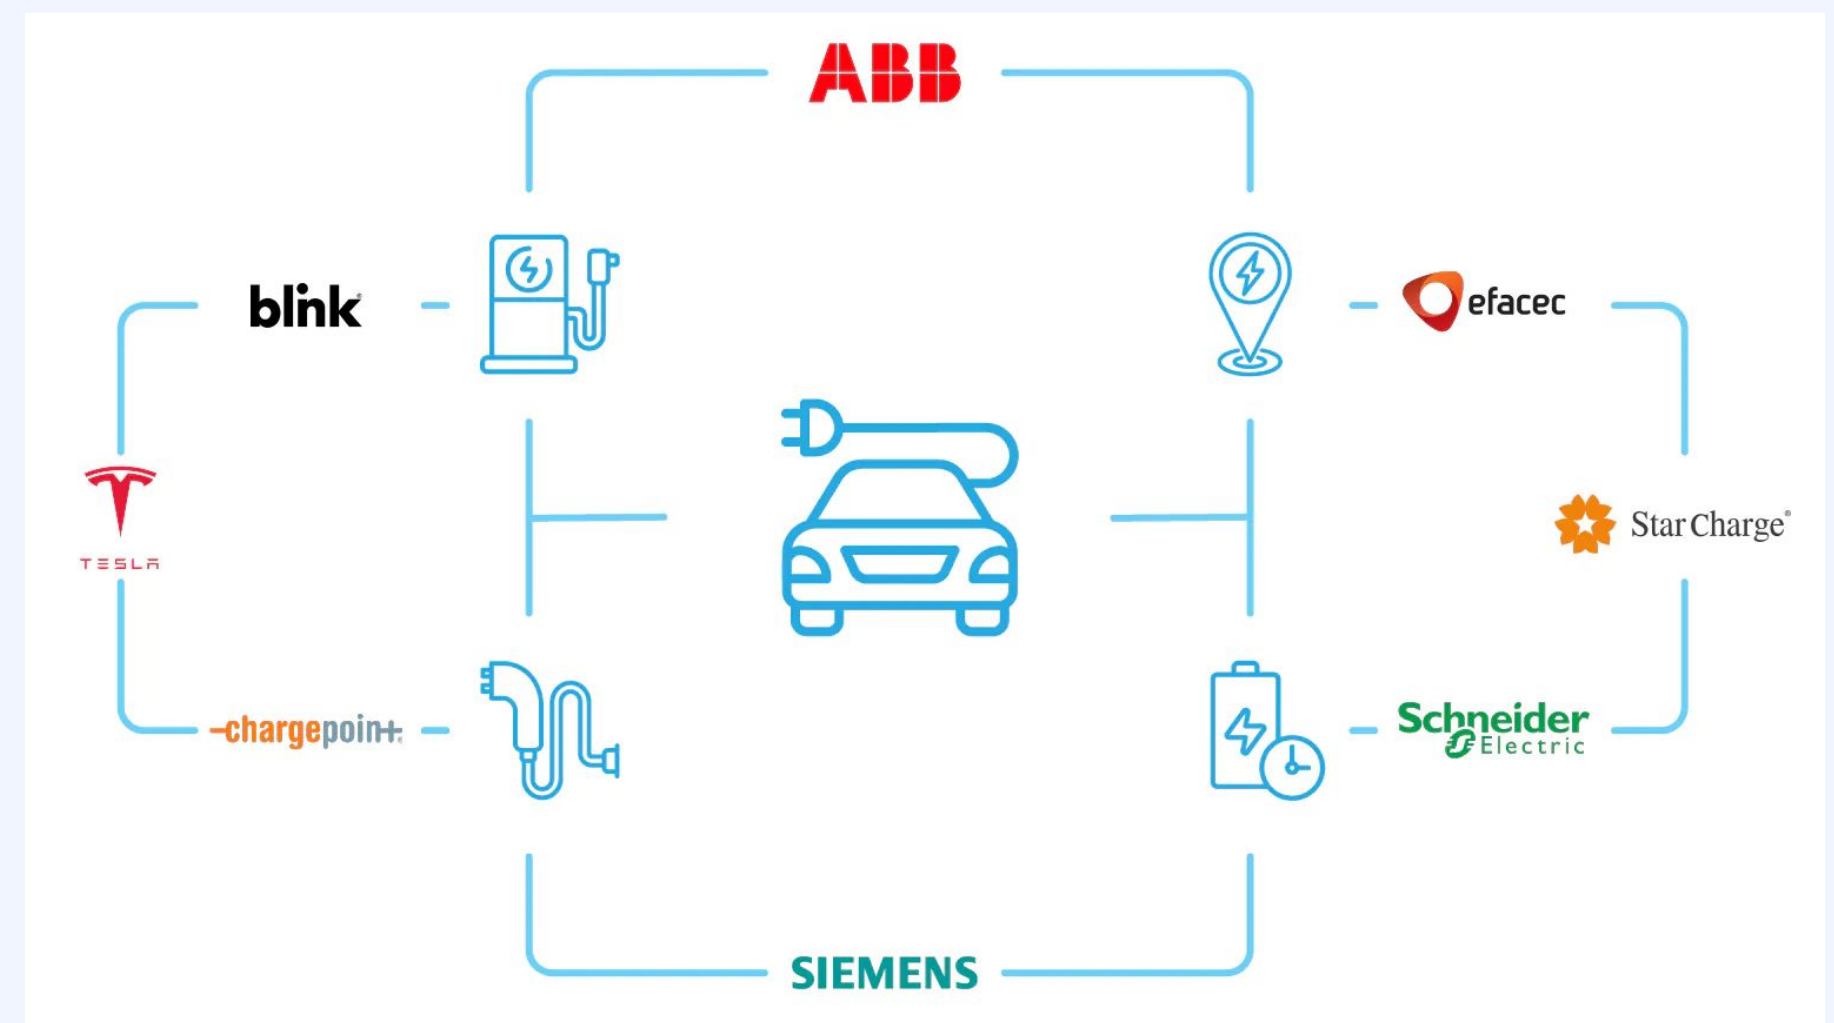 ABB
blink
efacec
TESLA
Star Charge
chargepoint
Schneider
Electric
SIEMENS